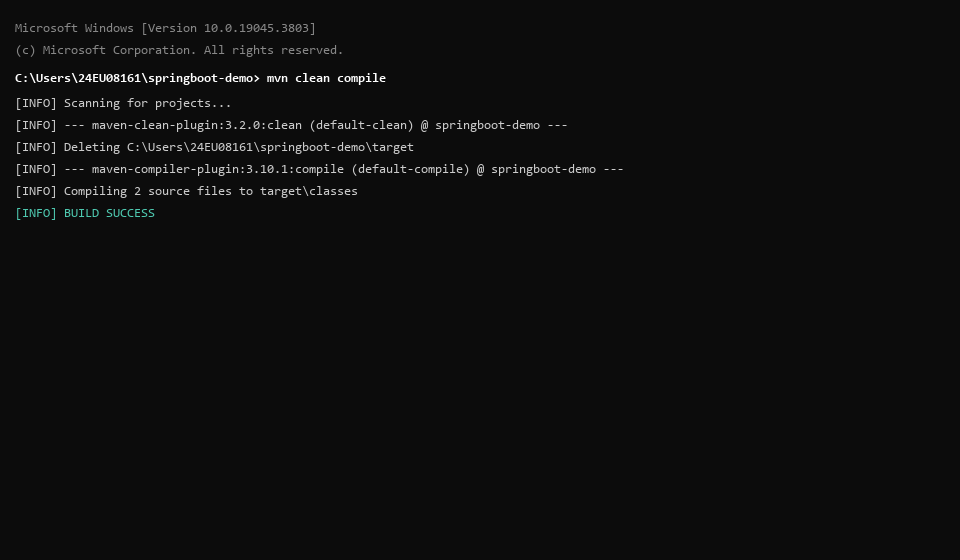 Microsoft Windows [Version 10.0.19045.3803]
(c) Microsoft Corporation. All rights reserved.
C:\Users\24EU08161\springboot-demo> mvn clean compile
[INFO] Scanning for projects...
[INFO] --- maven-clean-plugin:3.2.0:clean (default-clean) @ springboot-demo ---
[INFO] Deleting C:\Users\24EU08161\springboot-demo\target
[INFO] --- maven-compiler-plugin:3.10.1:compile (default-compile) @ springboot-demo ---
[INFO] Compiling 2 source files to target\classes
[INFO] BUILD SUCCESS